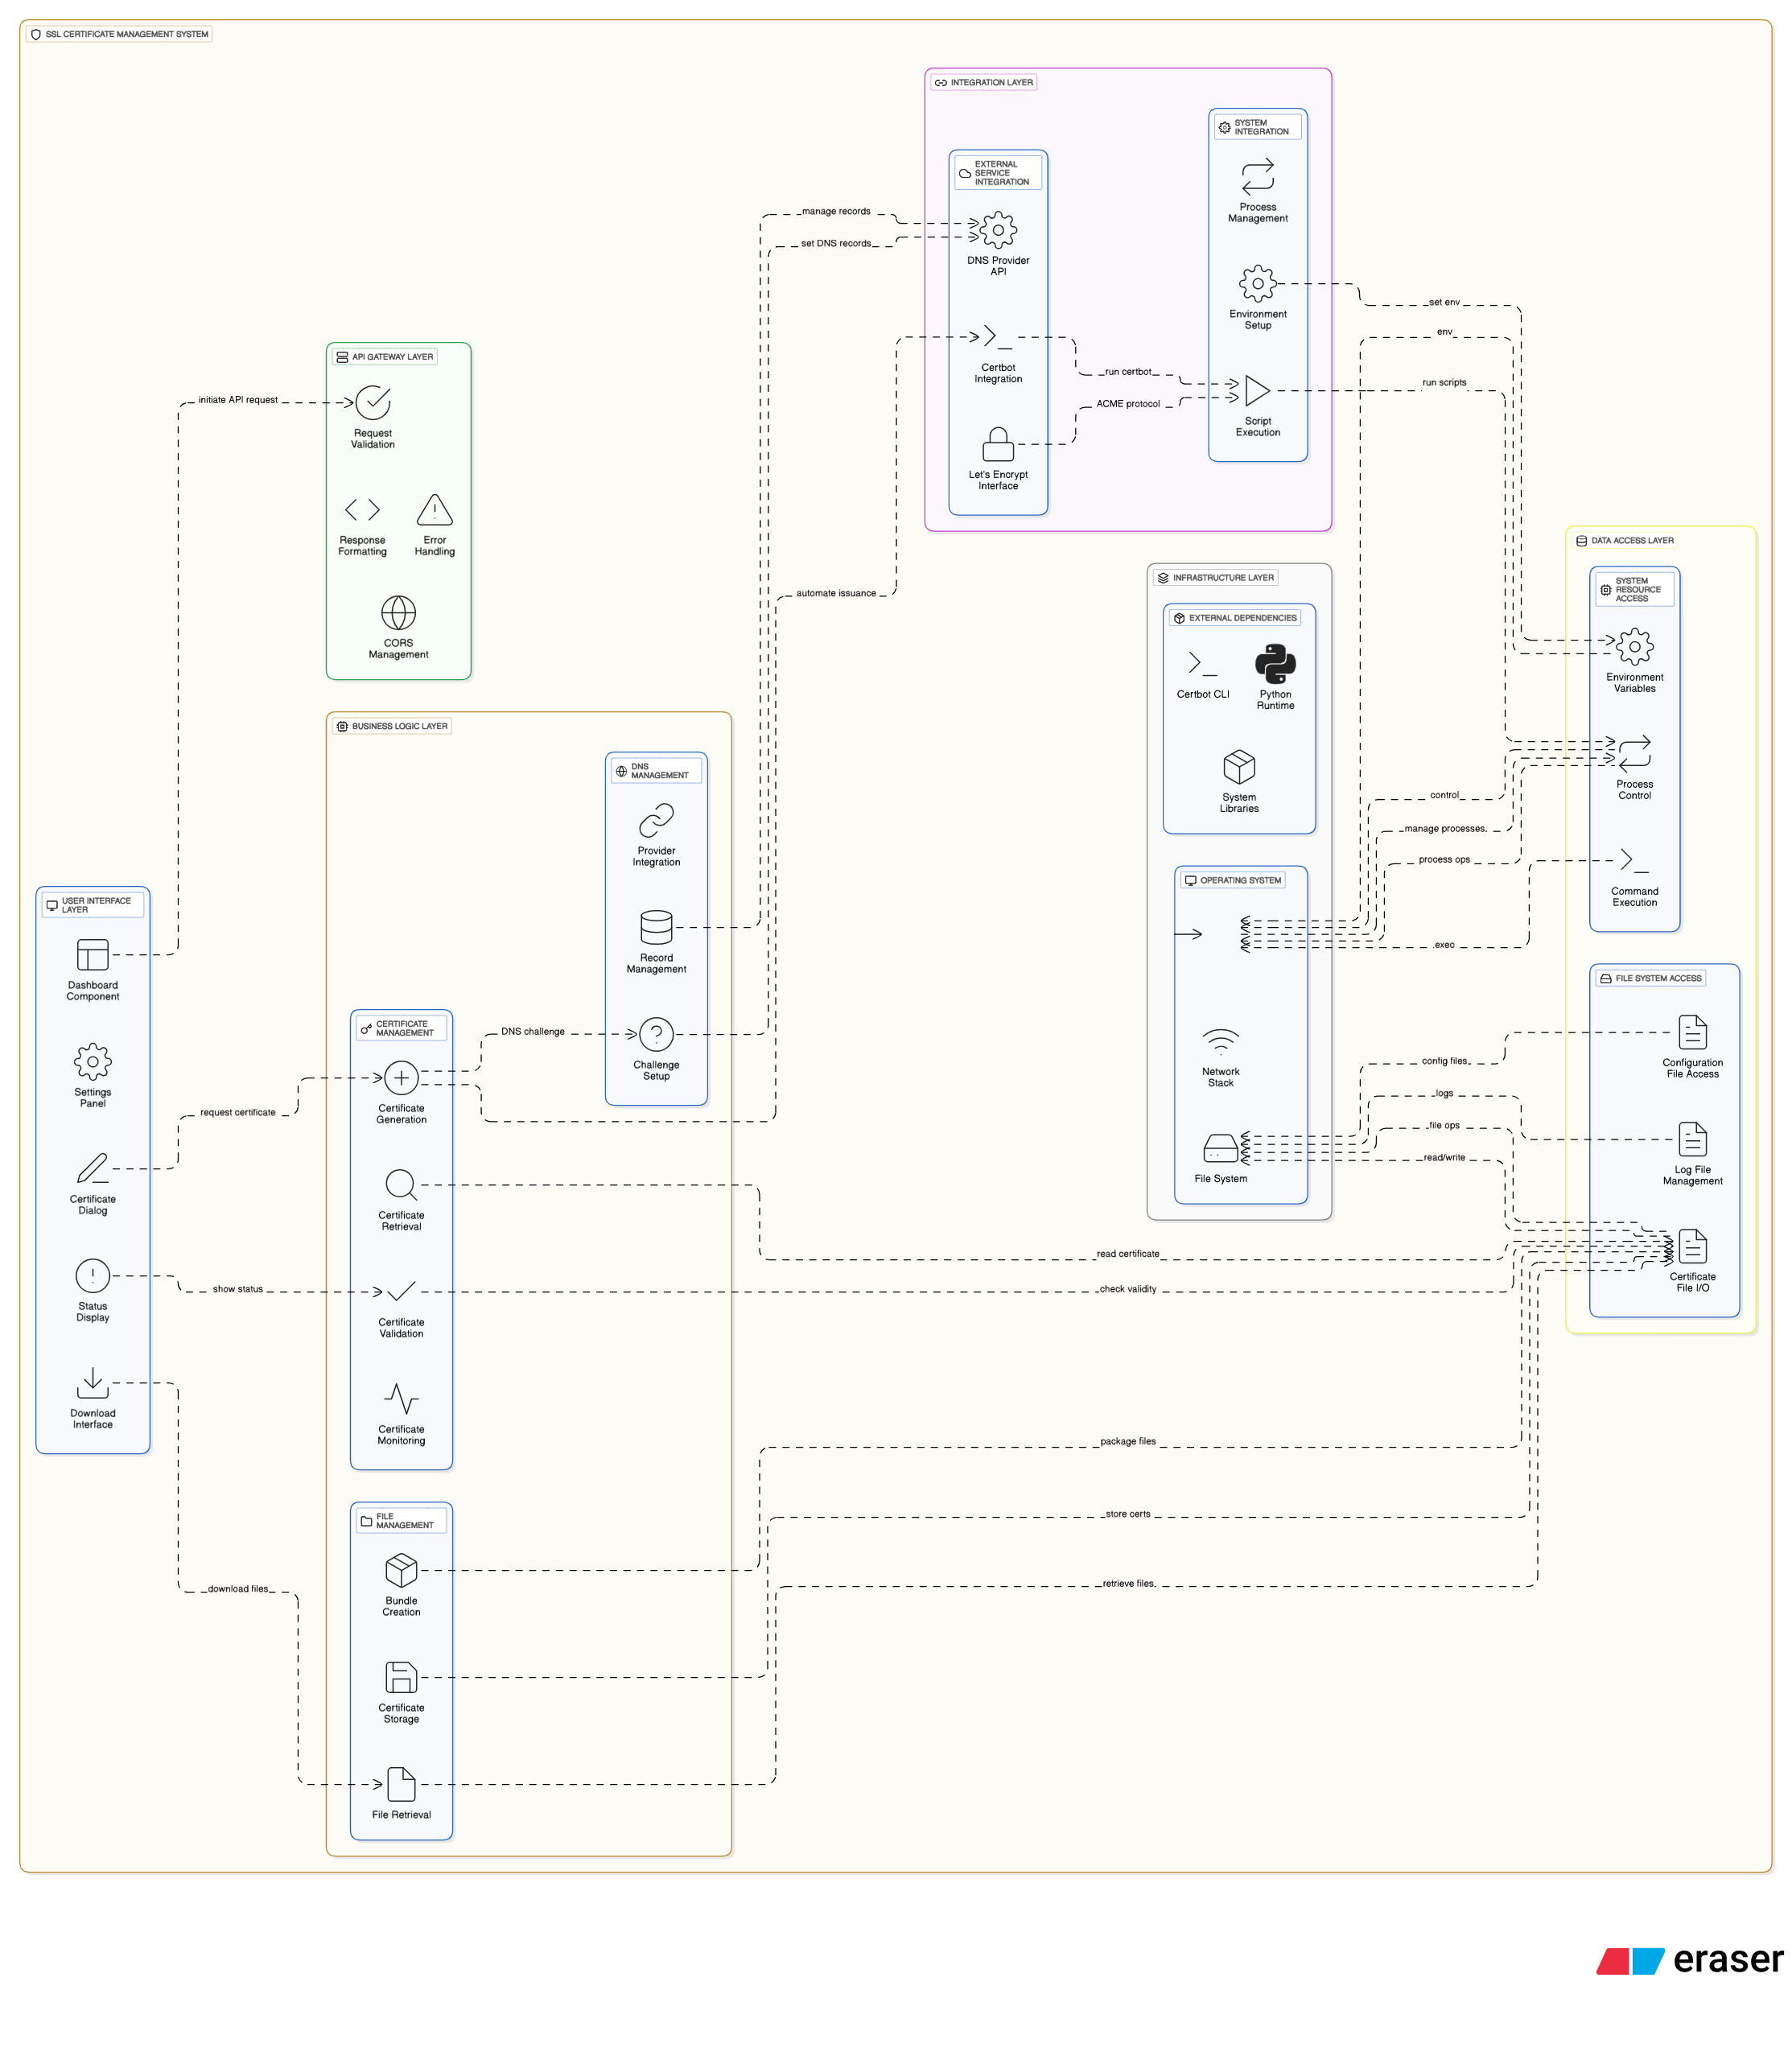 SSL CERTIFICATE MANAGEMENT SYSTEM
INTEGRATION LAYER
EXTERNAL
SERVICE
INTEGRATION
DNS Provider
API
Certbot
Integration
Let's Encrypt
Interface
SYSTEM
INTEGRATION
Process
Management
Environment
Setup
Script
Execution
manage records
set DNS records
run certbot
ACME protocol
automate issuance
set env
env
run scripts
API GATEWAY LAYER
initiate API request
Request
Validation
Response
Formatting
Error
Handling
CORS
Management
INFRASTRUCTURE LAYER
EXTERNAL DEPENDENCIES
Certbot CLI
Python
Runtime
System
Libraries
OPERATING SYSTEM
Network
Stack
File System
DATA ACCESS LAYER
SYSTEM
RESOURCE
ACCESS
Environment
Variables
Process
Control
Command
Execution
control
manage processes
process ops
exec
FILE SYSTEM ACCESS
Configuration
File Access
Log File
Management
Certificate
File I/O
config files
logs
file ops
read/write
BUSINESS LOGIC LAYER
DNS
MANAGEMENT
Provider
Integration
Record
Management
Challenge
Setup
DNS challenge
CERTIFICATE
MANAGEMENT
Certificate
Generation
Certificate
Retrieval
Certificate
Validation
Certificate
Monitoring
USER INTERFACE
LAYER
Dashboard
Component
Settings
Panel
Certificate
Dialog
Status
Display
Download
Interface
request certificate
show status
download files
read certificate
check validity
package files
store certs
retrieve files
FILE
MANAGEMENT
Bundle
Creation
Certificate
Storage
File Retrieval
eraser